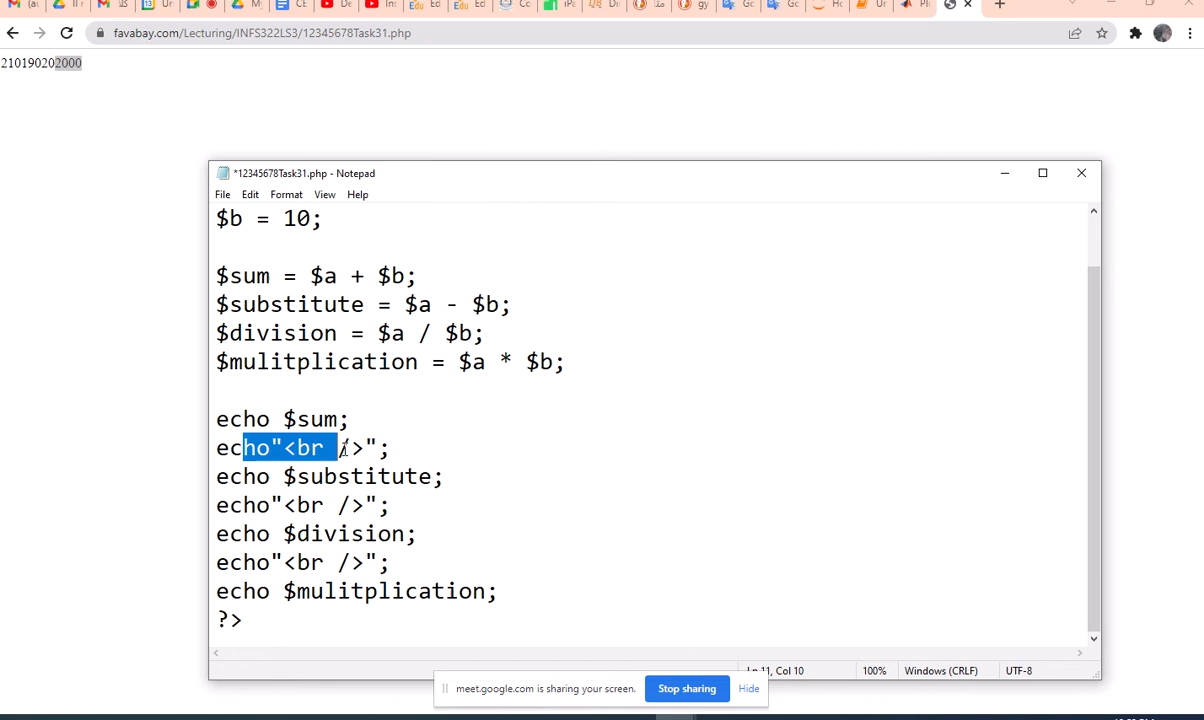 favabay.com/Lecturing/INFS322LS3/12345678Task31.php
210190202000
*12345678Task31.php - Notepad
File Edit Format View Help
$b = 10;
$sum = $a + $b;
$substitute = $a - $b;
$division = $a / $b;
$mulitplication = $a * $b;
echo $sum;
echo"<br />";
echo $substitute;
echo"<br />";
echo $division;
echo"<br />";
echo $mulitplication;
?>
Ln 11, Col 10 100% Windows (CRLF) UTF-8
meet.google.com is sharing your screen. Stop sharing Hide